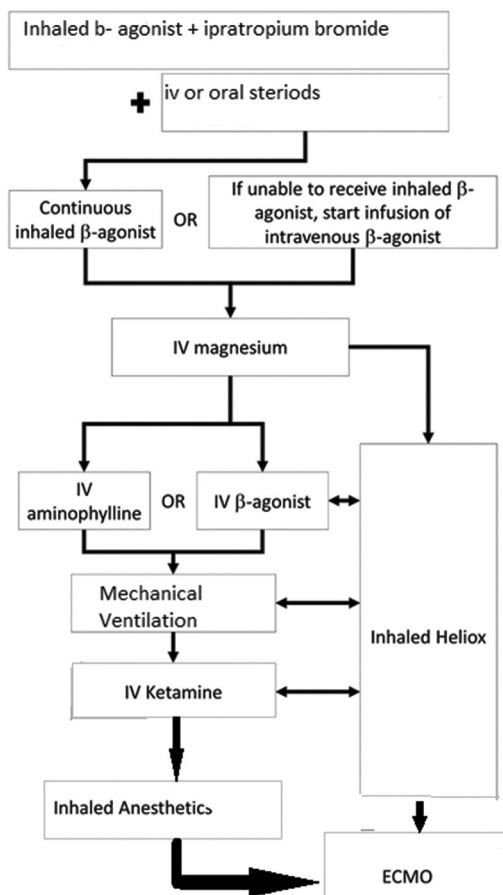 Inhaled b- agonist + ipratropium bromide
+
iv or oral steriods
Continuous
inhaled β-agonist
OR
If unable to receive inhaled β-
agonist, start infusion of
intravenous β-agonist
IV magnesium
IV
aminophylline
OR
IV β-agonist
Mechanical
Ventilation
Inhaled Heliox
IV Ketamine
Inhaled Anesthetics
ECMO